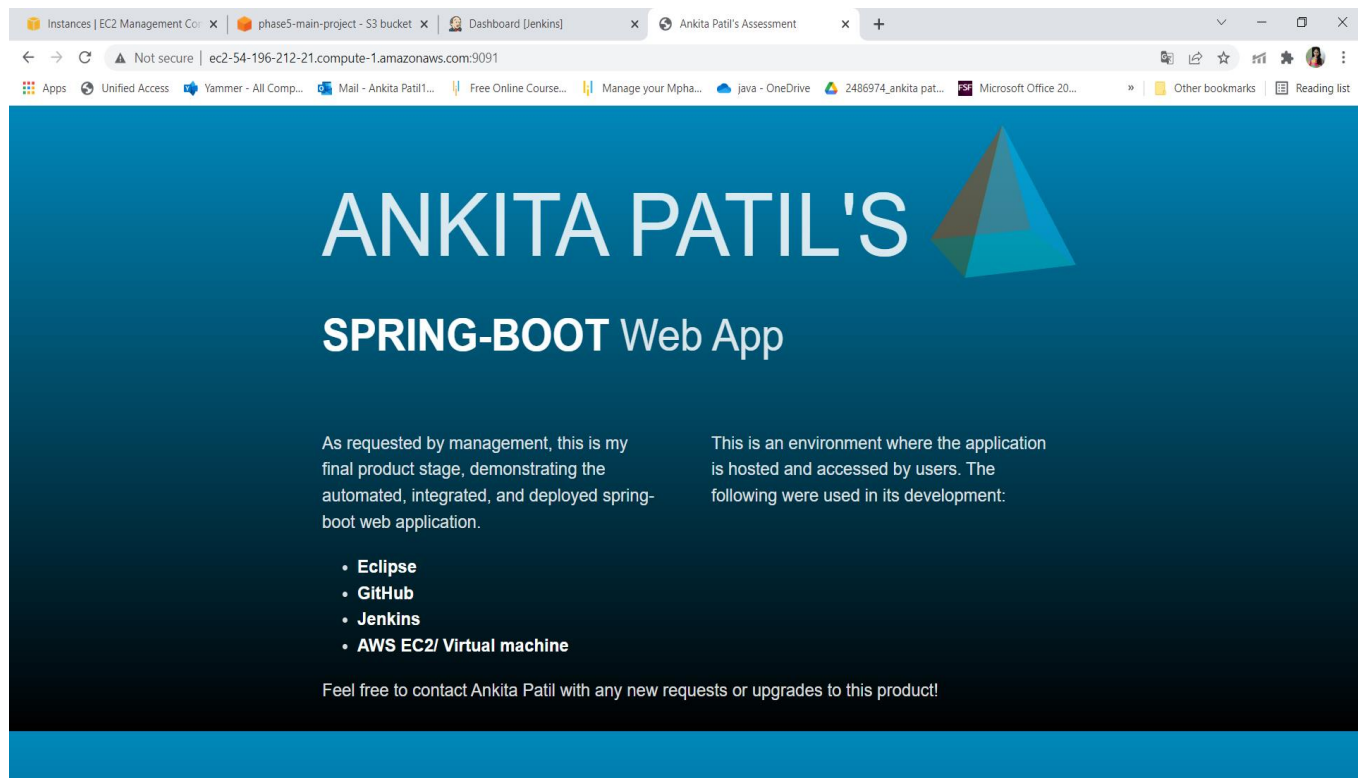 Instances | EC2 Management Con
phase5-main-project - S3 bucket
Dashboard [Jenkins]
Ankita Patil's Assessment
Not secure | ec2-54-196-212-21.compute-1.amazonaws.com:9091
Apps
Unified Access
Yammer - All Comp...
Mail - Ankita Patil1...
Free Online Course...
Manage your Mpha...
java - OneDrive
2486974_ankita pat...
FSF
Microsoft Office 20...
»
Other bookmarks
Reading list
ANKITA PATIL'S
SPRING-BOOT Web App
As requested by management, this is my
final product stage, demonstrating the
automated, integrated, and deployed spring-
boot web application.
This is an environment where the application
is hosted and accessed by users. The
following were used in its development:
• Eclipse
• GitHub
• Jenkins
• AWS EC2/ Virtual machine
Feel free to contact Ankita Patil with any new requests or upgrades to this product!